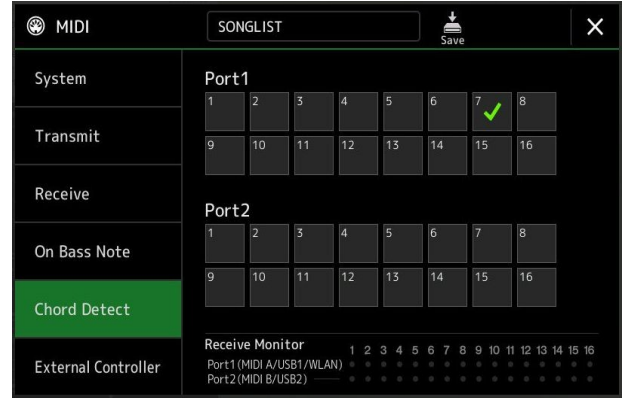 MIDI
SONGLIST
Save
System
Transmit
Receive
On Bass Note
Chord Detect
External Controller
Port1
1 2 3 4 5 6 7 8
9 10 11 12 13 14 15 16
Port2
1 2 3 4 5 6 7 8
9 10 11 12 13 14 15 16
Receive Monitor 1 2 3 4 5 6 7 8 9 10 11 12 13 14 15 16
Port1(MIDI A/USB1/WLAN)
Port2(MIDI B/USB2)